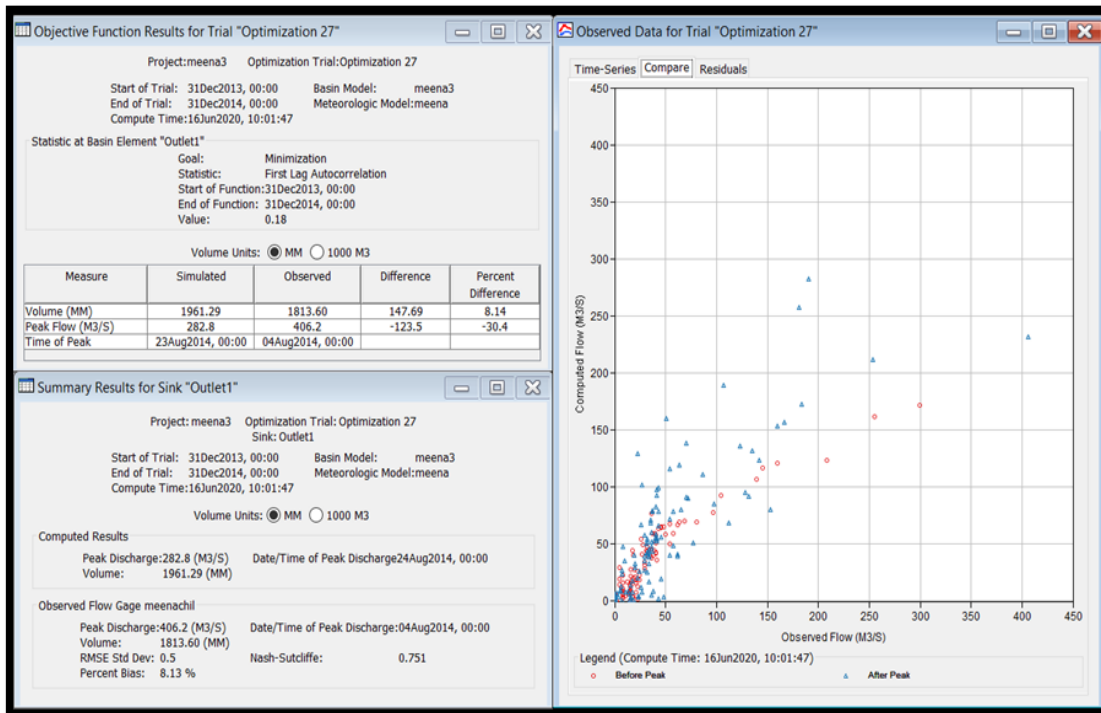 Objective Function Results for Trial "Optimization 27"
Project:meena3 Optimization Trial:Optimization 27
Start of Trial: 31Dec2013, 00:00 Basin Model: meena3
End of Trial: 31Dec2014, 00:00 Meteorologic Model:meena
Compute Time:16Jun2020, 10:01:47
Statistic at Basin Element "Outlet1"
Goal: Minimization
Statistic: First Lag Autocorrelation
Start of Function:31Dec2013, 00:00
End of Function: 31Dec2014, 00:00
Value: 0.18
Volume Units: MM 1000 M3
Measure Simulated Observed Difference Percent
Difference
Volume (MM) 1961.29 1813.60 147.69 8.14
Peak Flow (M3/S) 282.8 406.2 -123.5 -30.4
Time of Peak 23Aug2014, 00:00 04Aug2014, 00:00
Summary Results for Sink "Outlet1"
Project: meena3 Optimization Trial: Optimization 27
Sink: Outlet1
Start of Trial: 31Dec2013, 00:00 Basin Model: meena3
End of Trial: 31Dec2014, 00:00 Meteorologic Model:meena
Compute Time:16Jun2020, 10:01:47
Volume Units: MM 1000 M3
Computed Results
Peak Discharge:282.8 (M3/S) Date/Time of Peak Discharge24Aug2014, 00:00
Volume: 1961.29 (MM)
Observed Flow Gage meenachil
Peak Discharge:406.2 (M3/S) Date/Time of Peak Discharge:04Aug2014, 00:00
Volume: 1813.60 (MM)
RMSE Std Dev: 0.5 Nash-Sutcliffe: 0.751
Percent Bias: 8.13 %
Observed Data for Trial "Optimization 27"
Time-Series Compare Residuals
450
400
350
300
250
200
150
100
50
0
Computed Flow (M3/S)
0 50 100 150 200 250 300 350 400 450
Observed Flow (M3/S)
Legend (Compute Time: 16Jun2020, 10:01:47)
Before Peak After Peak